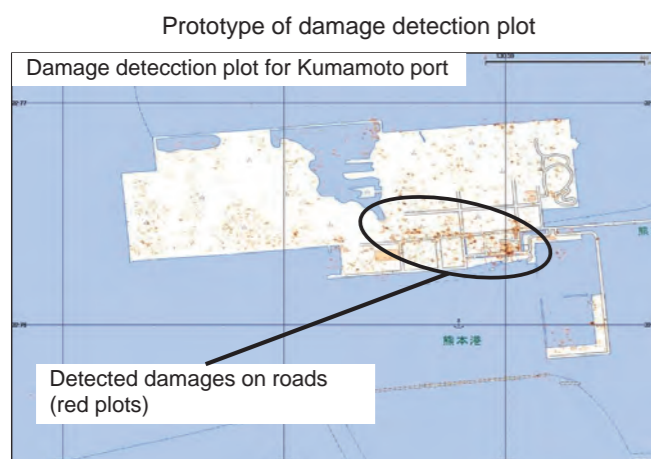 Prototype of damage detection plot
Damage detecction plot for Kumamoto port
熊
熊本港
Detected damages on roads
(red plots)